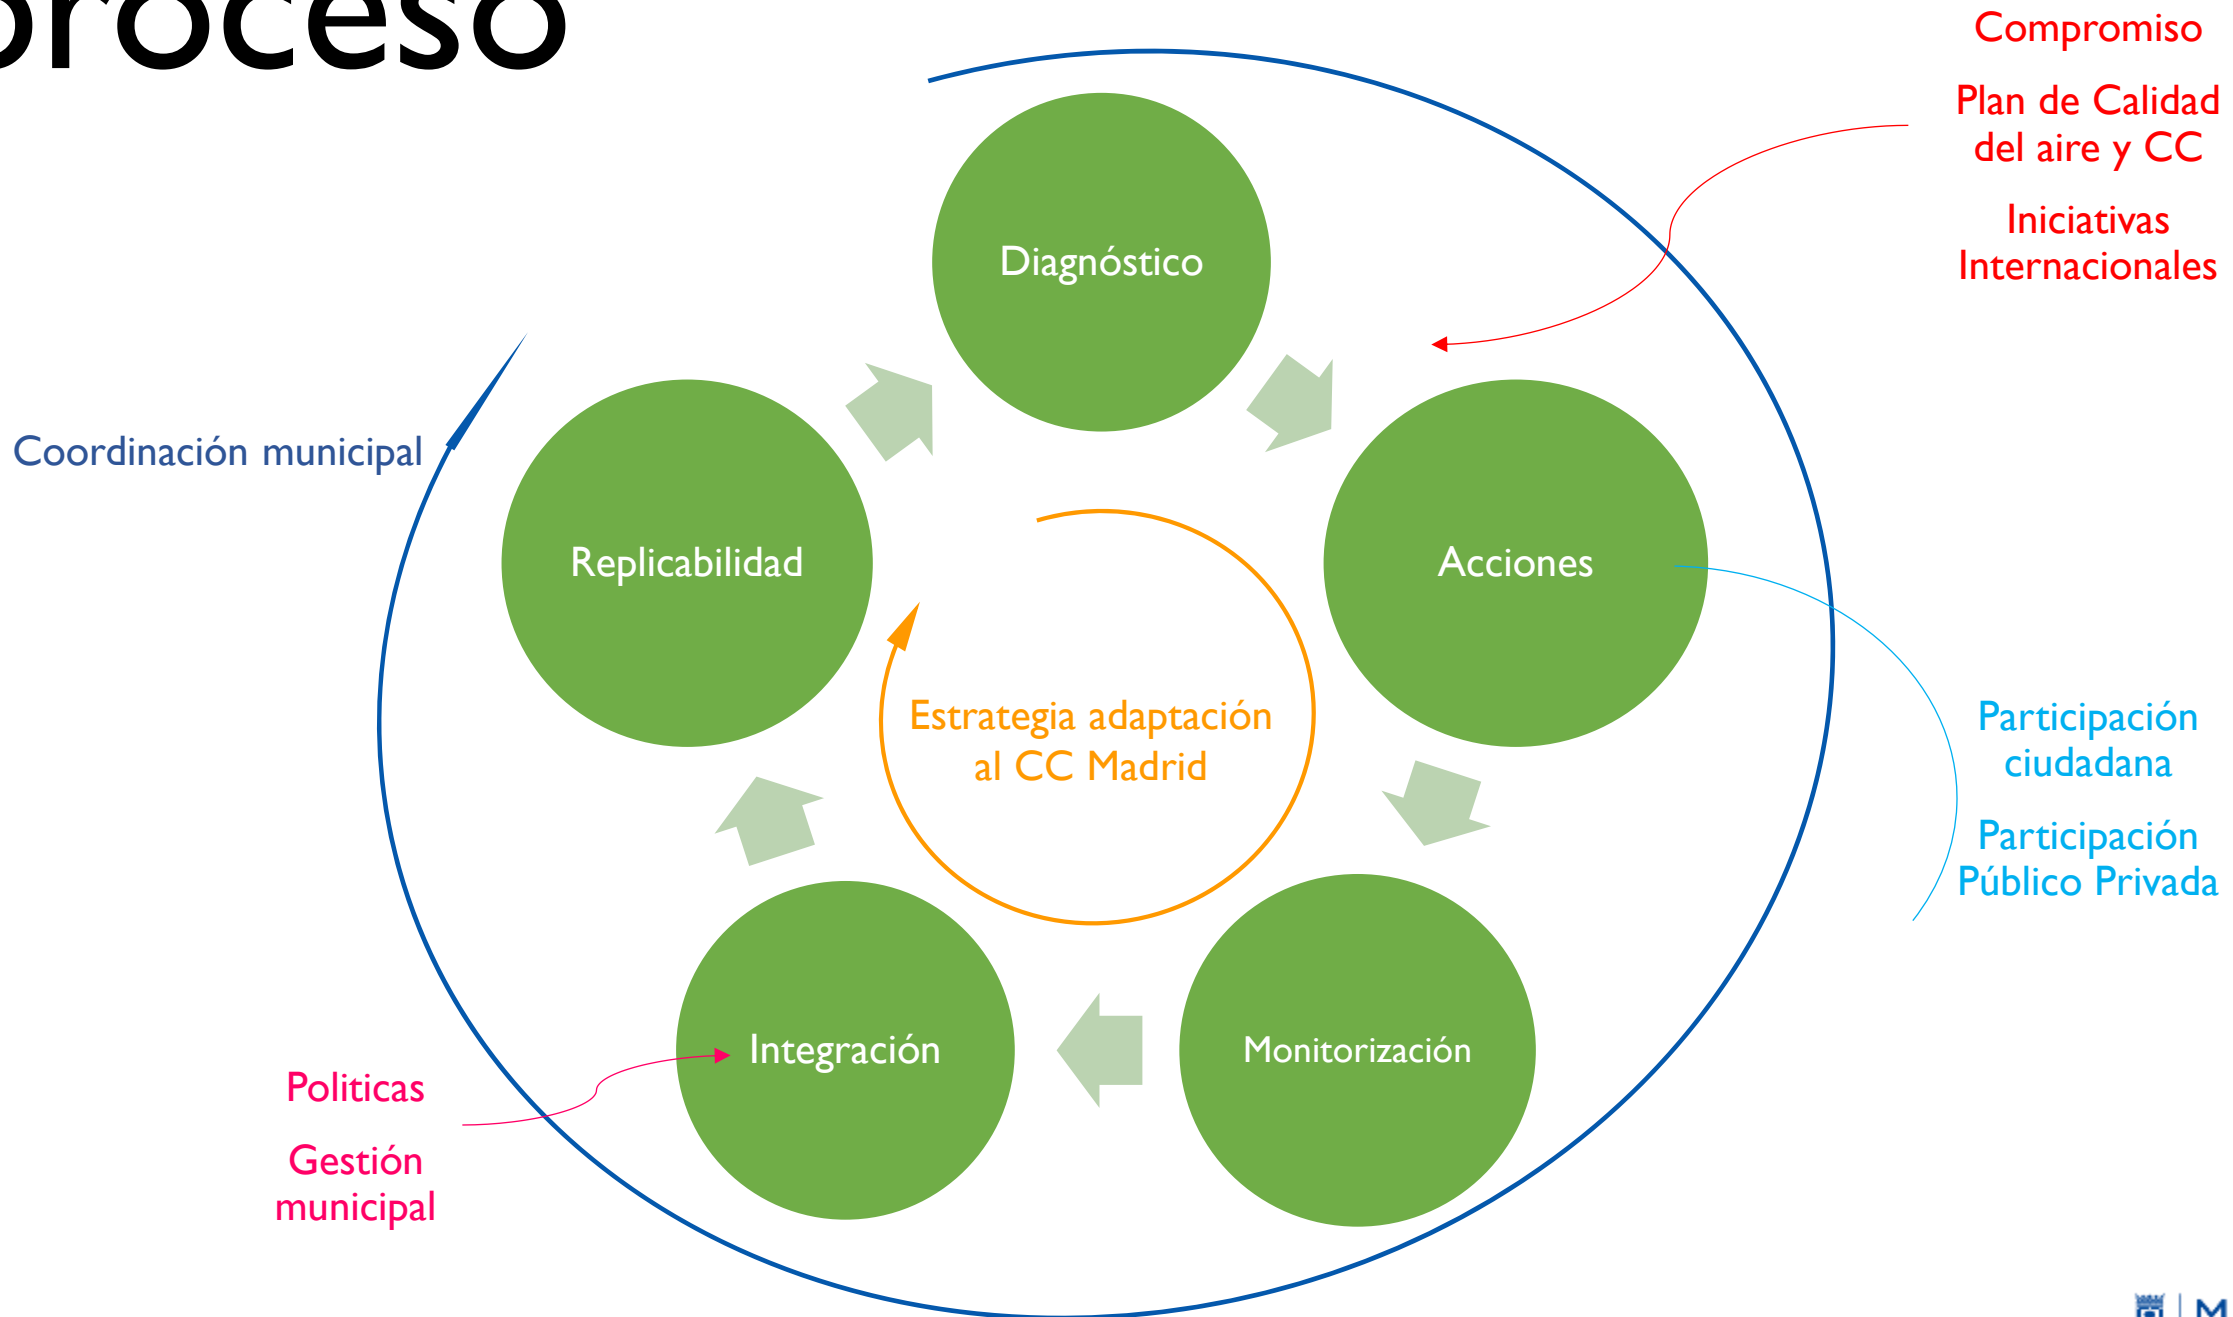 proceso
Compromiso
Plan de Calidad
del aire y CC
Iniciativas
Internacionales
Diagnóstico
Coordinación municipal
Replicabilidad
Acciones
Estrategia adaptación
al CC Madrid
Participación
ciudadana
Participación
Público Privada
Integración
Monitorización
Politicas
Gestión
municipal
M